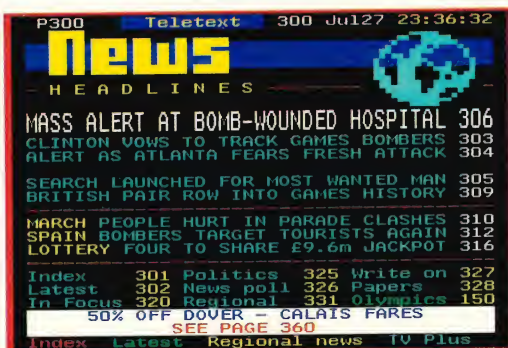 P300 Teletext 300 Jul27 23:36:32
News
HEADLINES
MASS ALERT AT BOMB-WOUNDED HOSPITAL 306
CLINTON VOWS TO TRACK GAMES BOMBERS 303
ALERT AS ATLANTA FEARS FRESH ATTACK 304
SEARCH LAUNCHED FOR MOST WANTED MAN 305
BRITISH PAIR ROW INTO GAMES HISTORY 309
MARCH PEOPLE HURT IN PARADE CLASHES 310
SPAIN BOMBERS TARGET TOURISTS AGAIN 312
LOTTERY FOUR TO SHARE £9.6m JACKPOT 316
Index 301 Politics 325 Write on 327
Latest 302 News poll 326 Papers 328
In Focus 320 Regional 331 Olympics 150
50% OFF DOVER – CALAIS FARES
SEE PAGE 360
Index Latest Regional news TV Plus